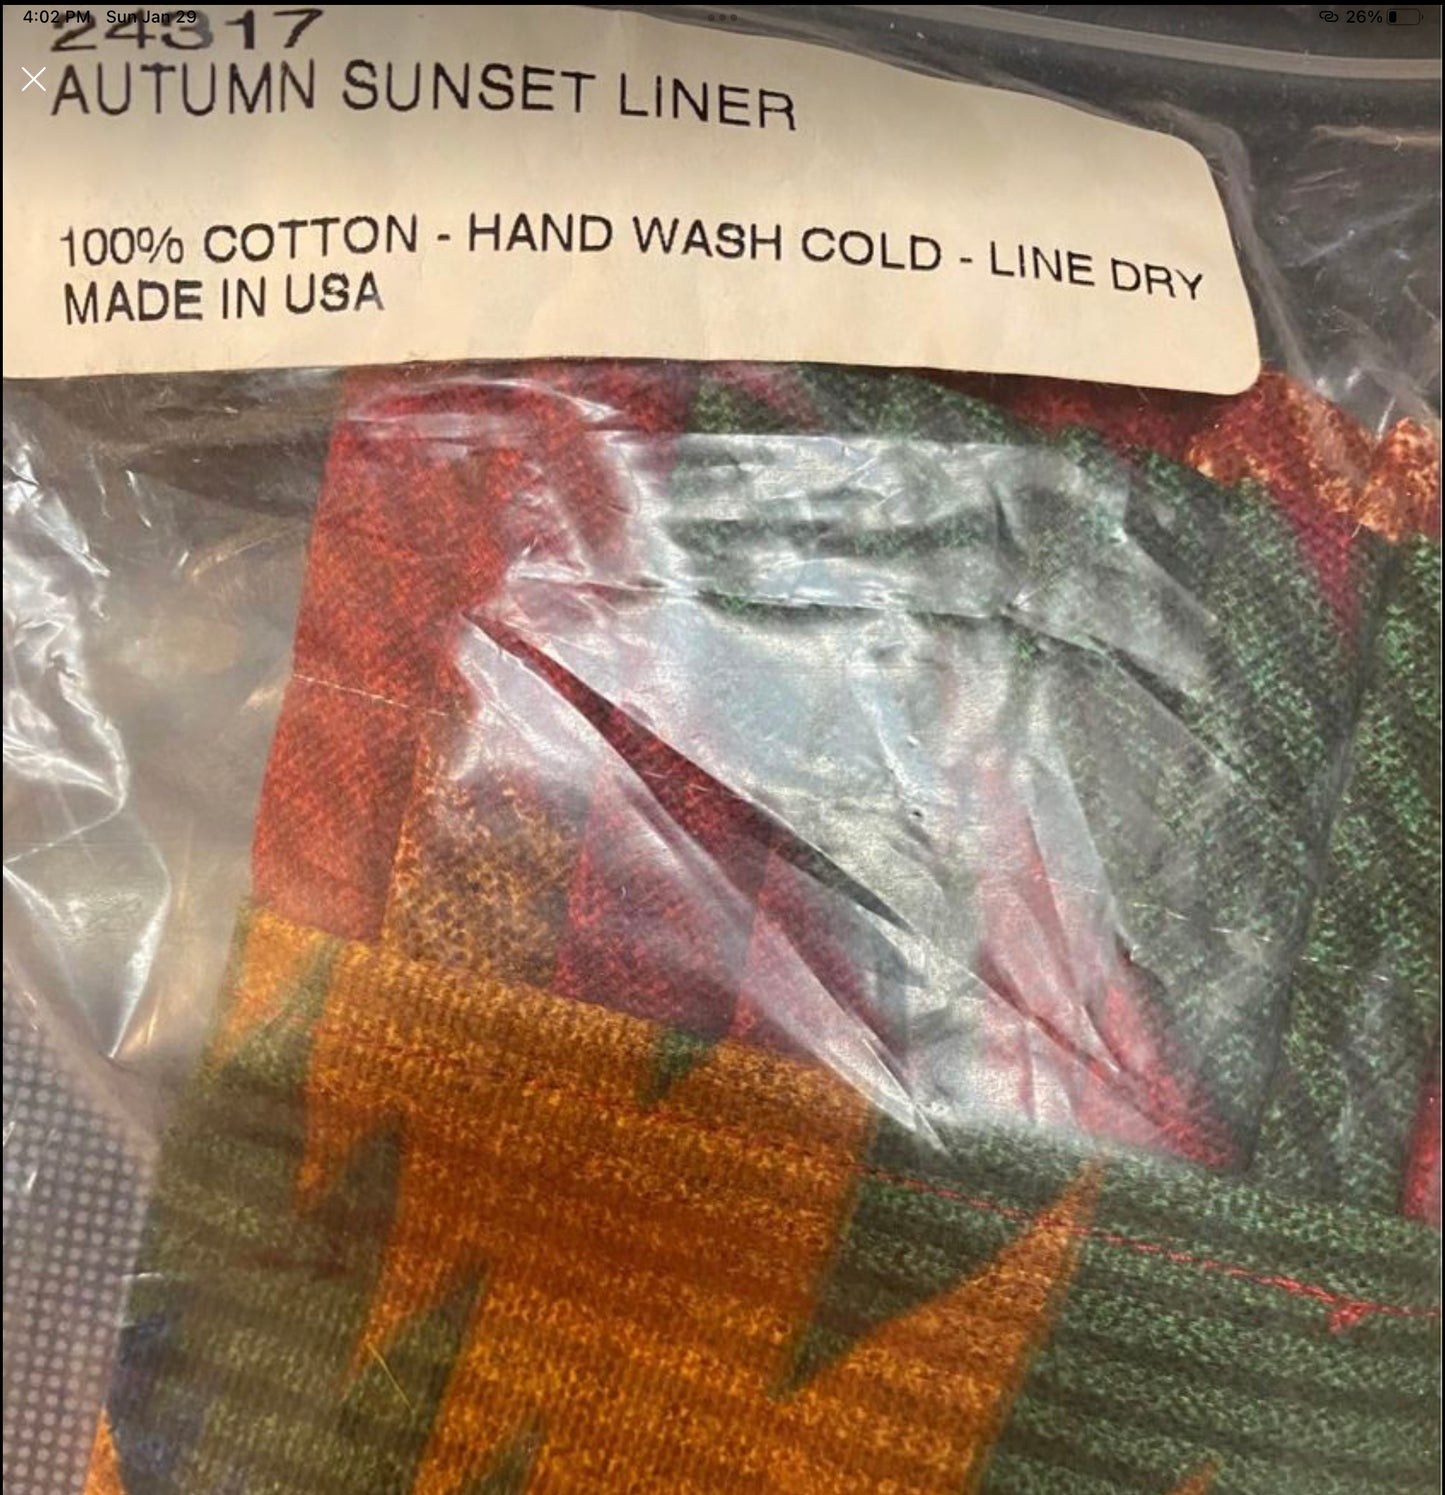 4:02 PM Sun Jan 29
26%
24317
AUTUMN SUNSET LINER
100% COTTON - HAND WASH COLD - LINE DRY
MADE IN USA